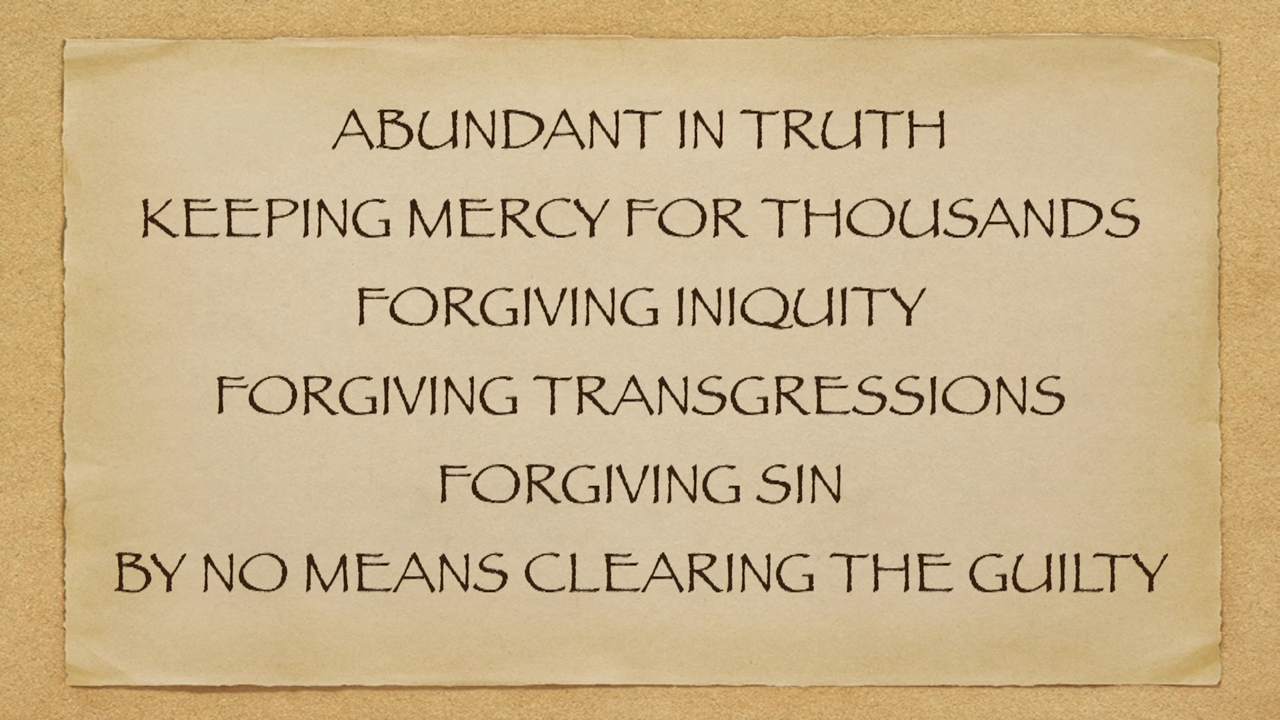 ABUNDANT IN TRUTH
KEEPING MERCY FOR THOUSANDS
FORGIVING INIQUITY
FORGIVING TRANSGRESSIONS
FORGIVING SIN
BY NO MEANS CLEARING THE GUILTY